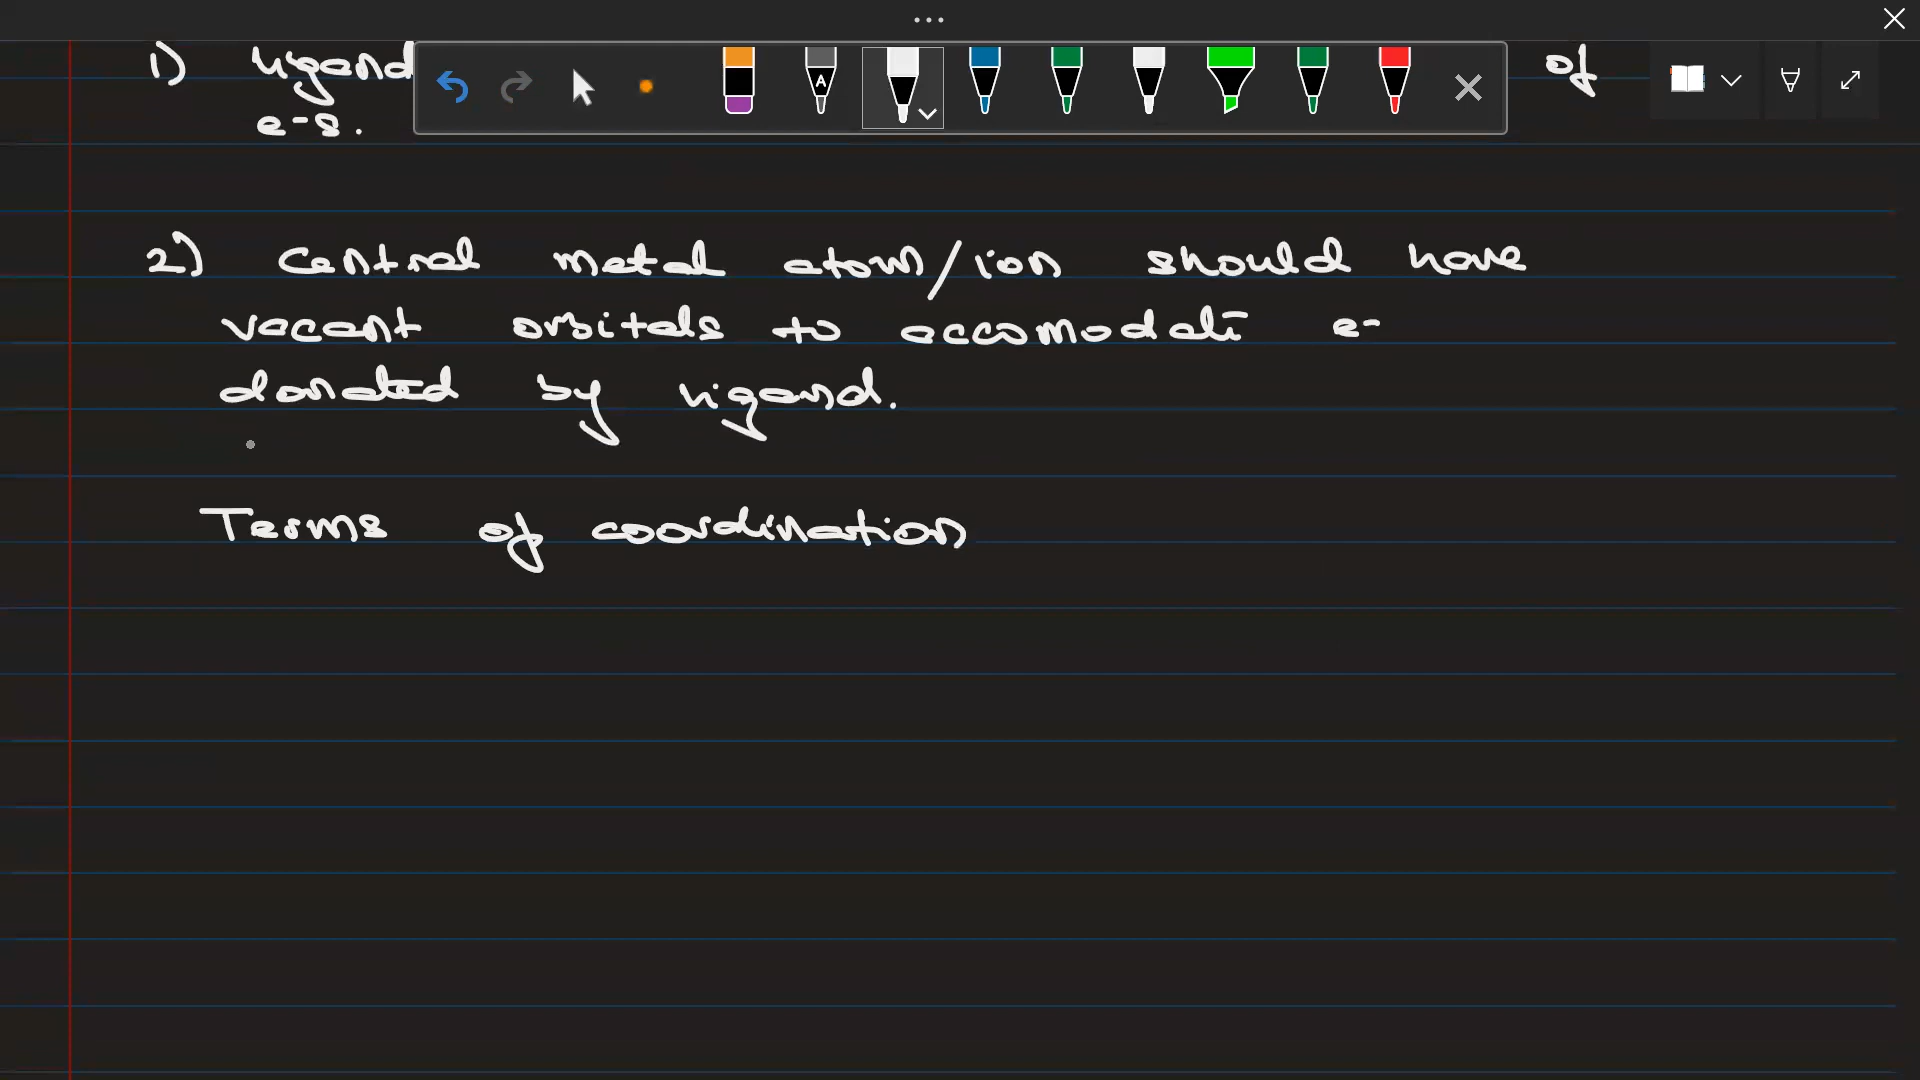 1) ligand of
e-s.
2) Central metal atom/ion should have
vacant orbitals to accomodate e-
donated by ligand.
Terms of coordination
A